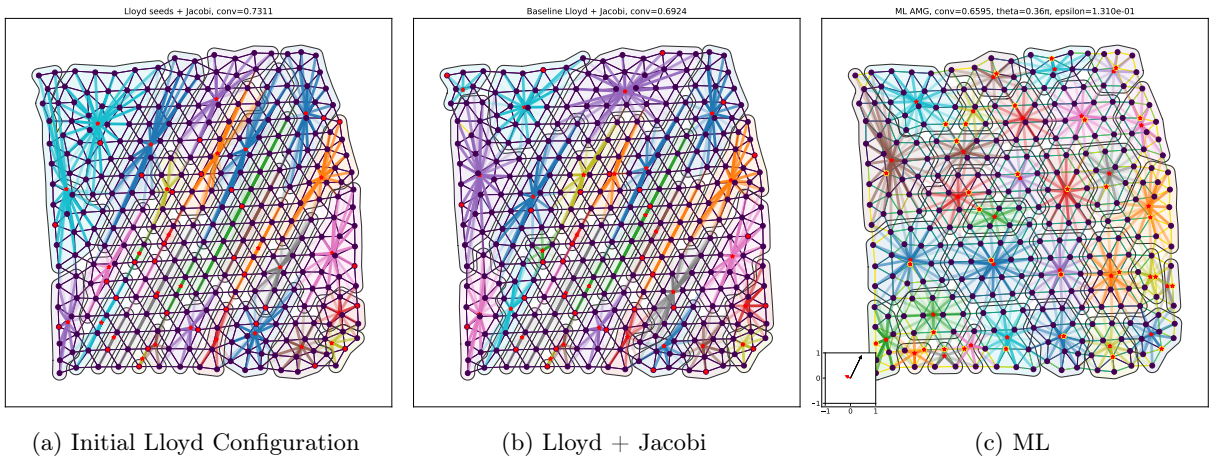 Lloyd seeds + Jacobi, conv=0.7311
Baseline Lloyd + Jacobi, conv=0.6924
ML AMG, conv=0.6595, theta=0.36π, epsilon=1.310e-01
1
0
−1
−1
0
1
(a) Initial Lloyd Configuration
(b) Lloyd + Jacobi
(c) ML